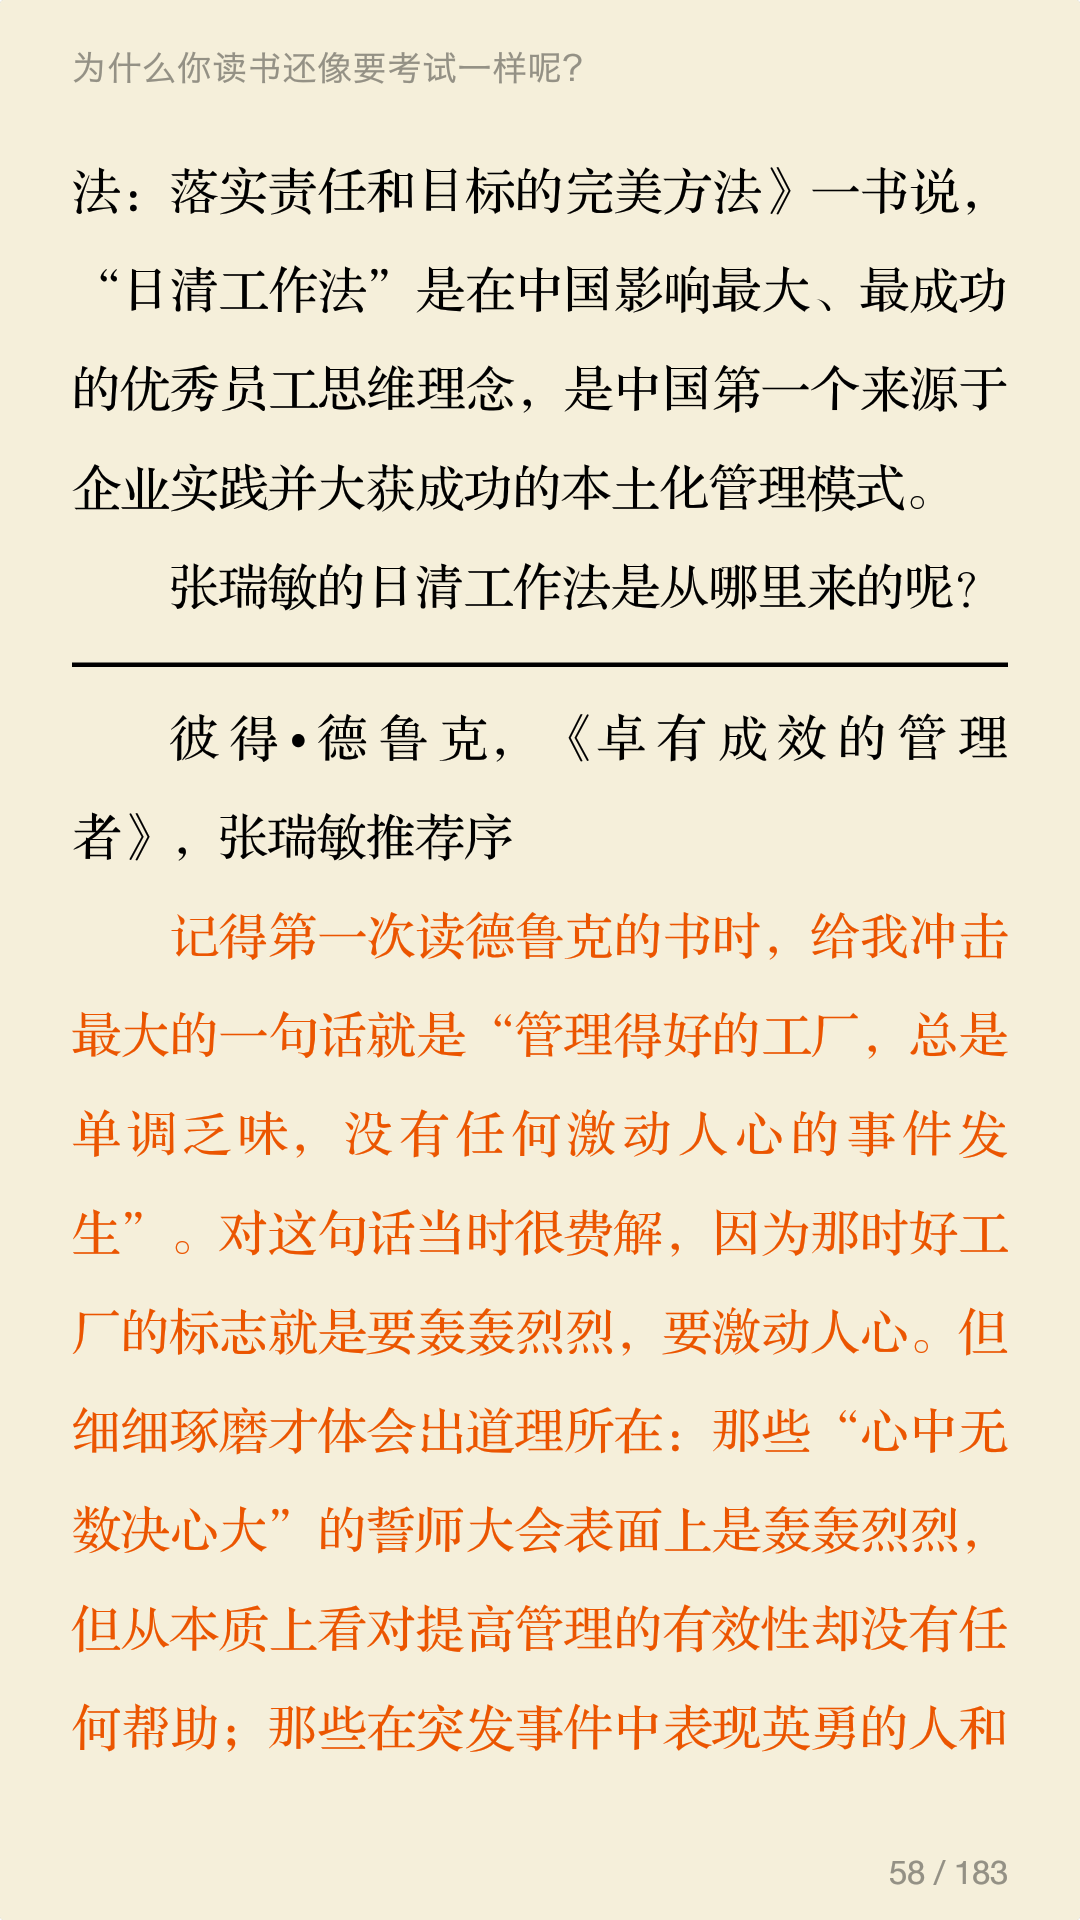 为什么你读书还像要考试一样呢?
法：落实责任和目标的完美方法》一书说，
“日清工作法”是在中国影响最大、最成功
的优秀员工思维理念，是中国第一个来源于
企业实践并大获成功的本土化管理模式。
张瑞敏的日清工作法是从哪里来的呢？
彼得•德鲁克，《卓有成效的管理
者》，张瑞敏推荐序
记得第一次读德鲁克的书时，给我冲击
最大的一句话就是“管理得好的工厂，总是
单调乏味，没有任何激动人心的事件发
生”。对这句话当时很费解，因为那时好工
厂的标志就是要轰轰烈烈，要激动人心。但
细细琢磨才体会出道理所在：那些“心中无
数决心大”的誓师大会表面上是轰轰烈烈，
但从本质上看对提高管理的有效性却没有任
何帮助；那些在突发事件中表现英勇的人和
58 / 183